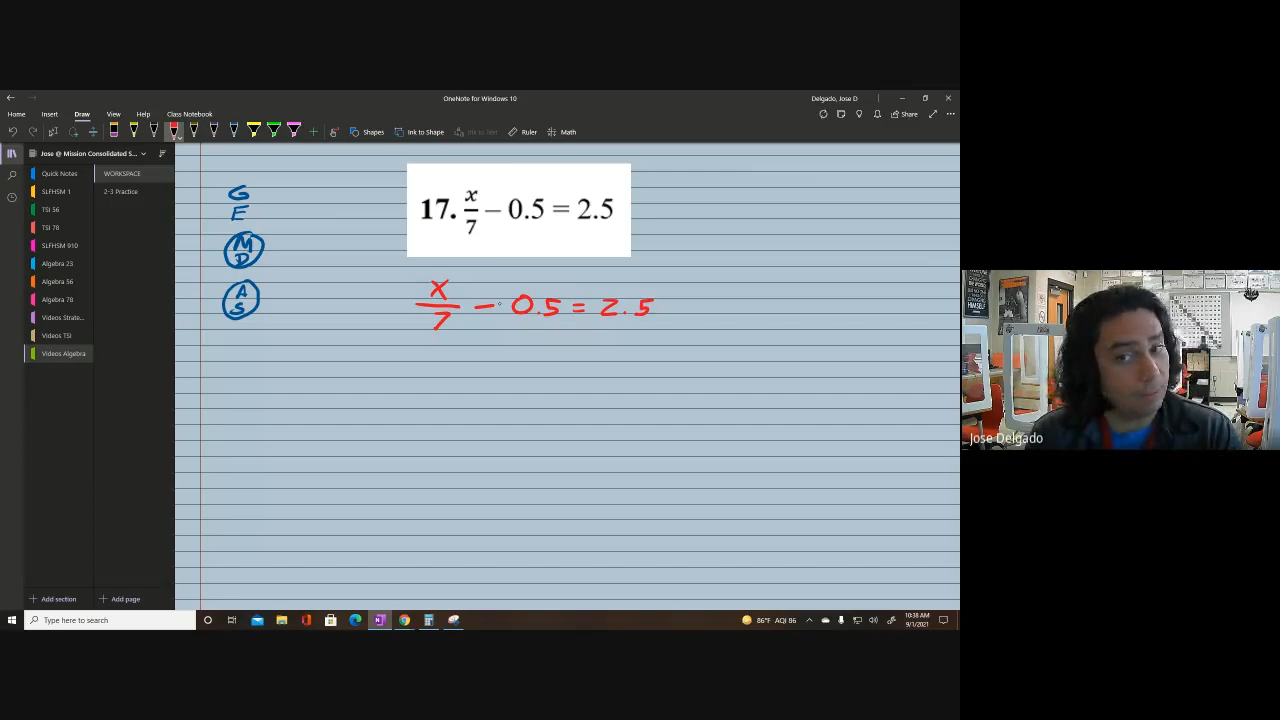 OneNote for Windows 10
Delgado, Jose D
Home Insert Draw View Help Class Notebook
Shapes Ink to Shape Ink to Text Ruler Math
Share
Jose @ Mission Consolidated S...
Quick Notes
SLFHSM 1
TSI 56
TSI 78
SLFHSM 910
Algebra 23
Algebra 56
Algebra 78
Videos Strate...
Videos TSI
Videos Algebra
WORKSPACE
2-3 Practice
G
E
M
D
A
S
17. x/7 – 0.5 = 2.5
x/7 – 0.5 = 2.5
Jose Delgado
Add section
Add page
Type here to search
86°F AQI 86
10:38 AM
9/1/2021